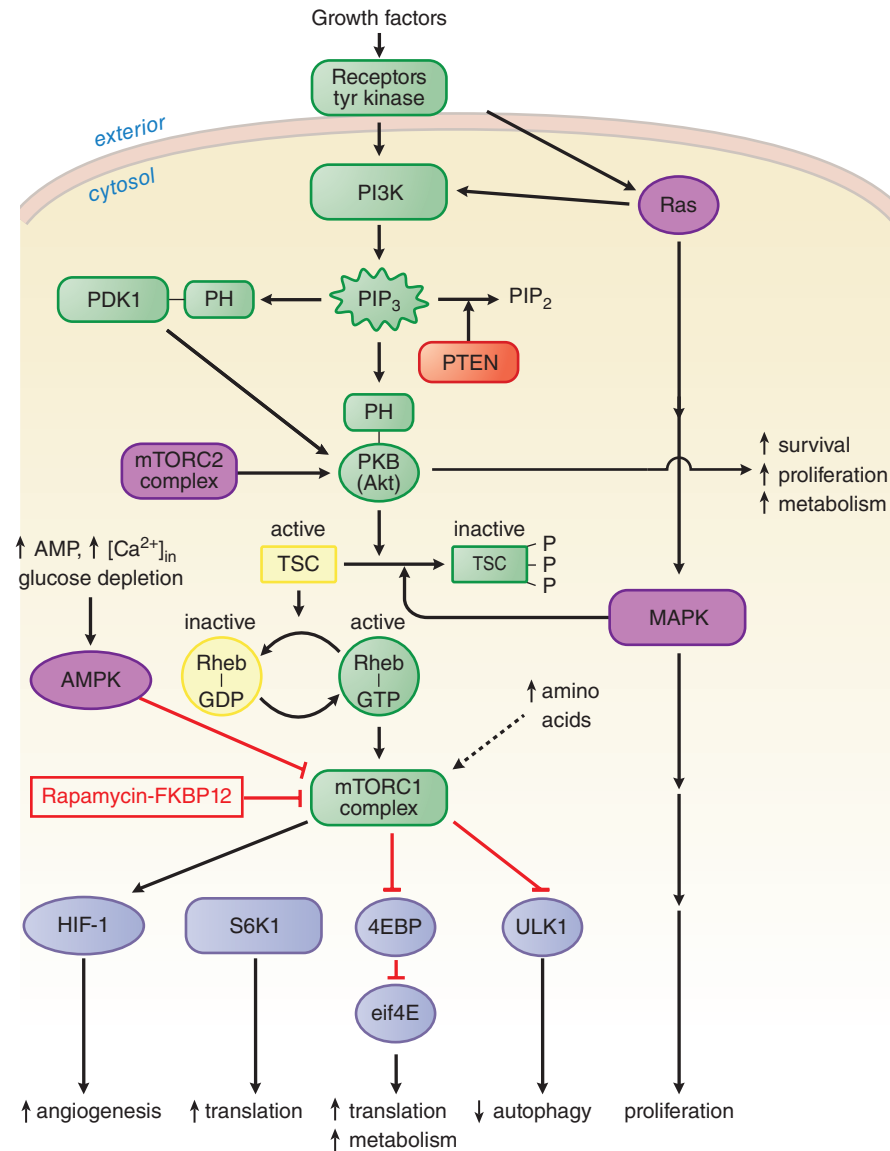 Growth factors
Receptors
tyr kinase
exterior
cytosol
PI3K
Ras
PDK1
PH
PIP3
PIP2
PTEN
PH
mTORC2
complex
PKB
(Akt)
↑ survival
↑ proliferation
↑ metabolism
active
inactive
↑ AMP, ↑ [Ca2+]in
glucose depletion
TSC
TSC
P
P
P
inactive
active
MAPK
AMPK
Rheb
GDP
Rheb
GTP
↑ amino
acids
Rapamycin-FKBP12
mTORC1
complex
HIF-1
S6K1
4EBP
ULK1
eif4E
↑ angiogenesis
↑ translation
↑ translation
↑ metabolism
↓ autophagy
proliferation